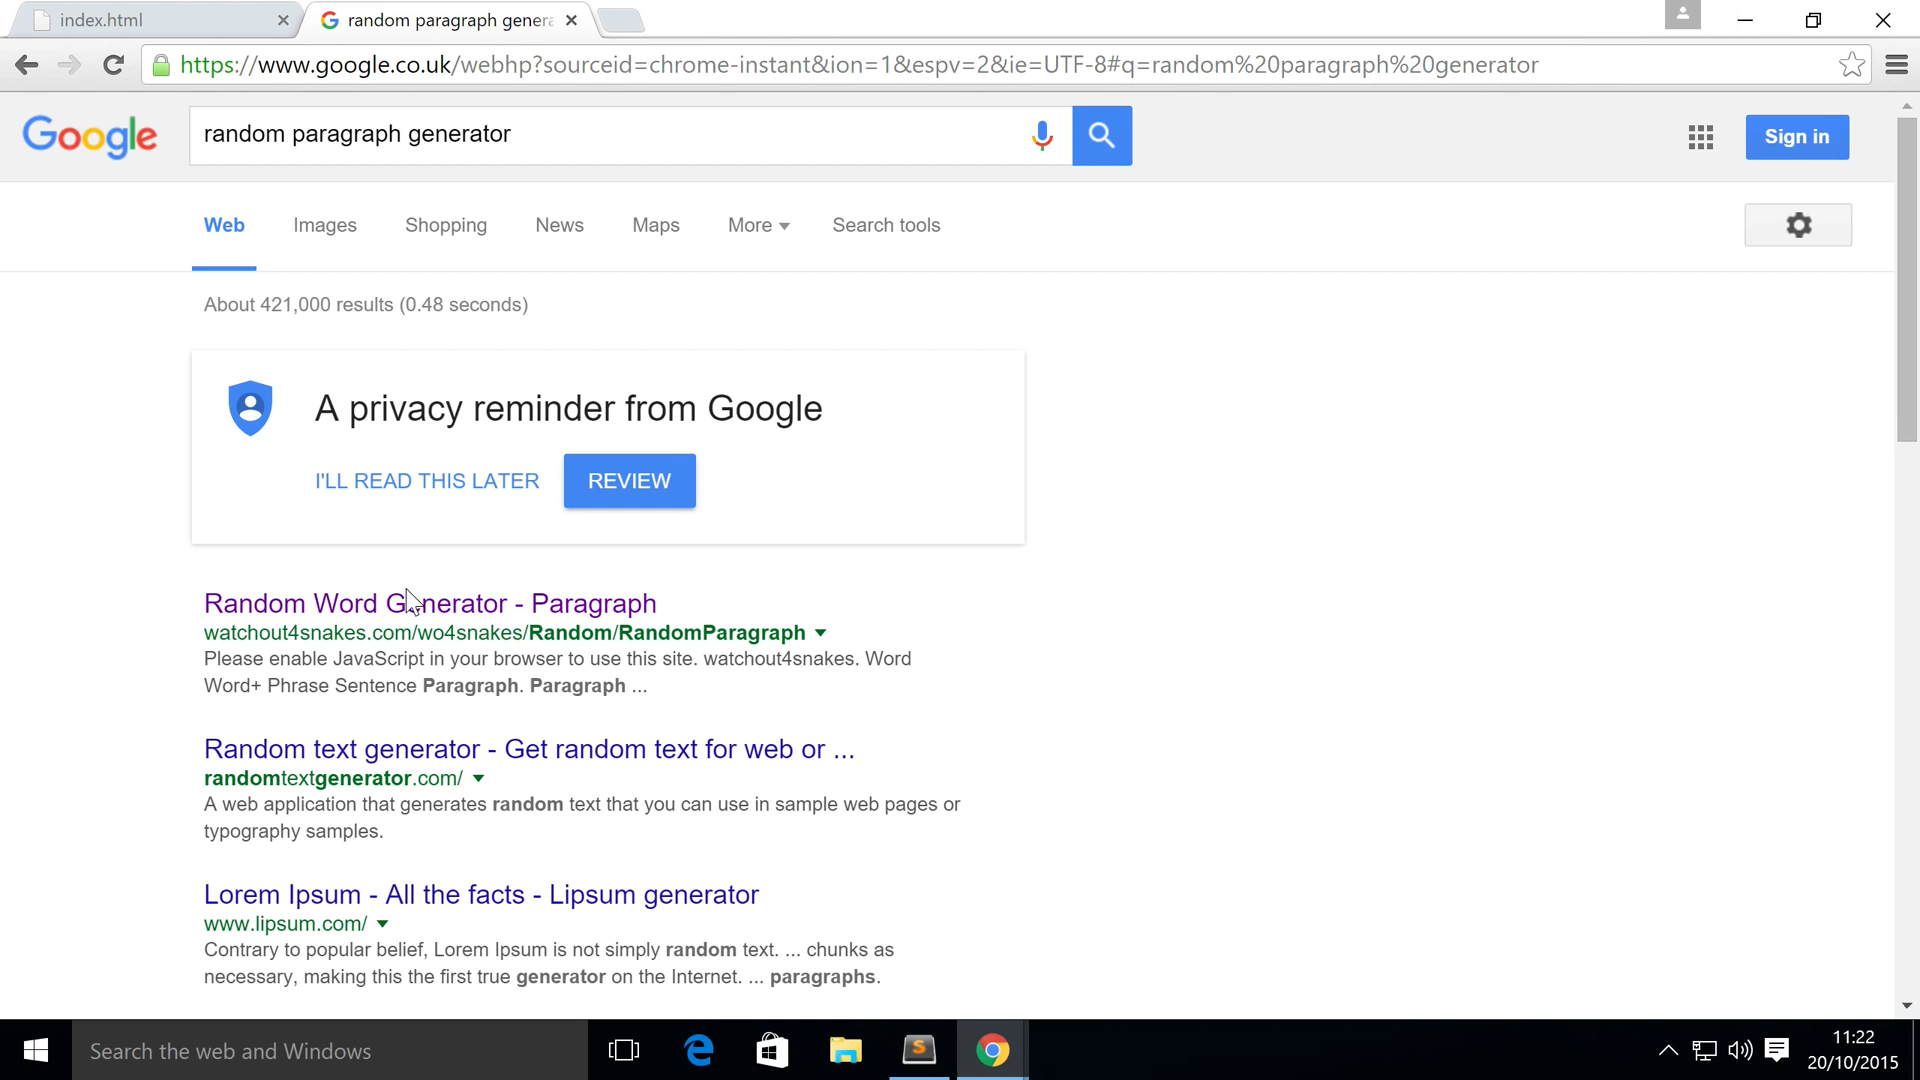 index.html
random paragraph genera
https://www.google.co.uk/webhp?sourceid=chrome-instant&ion=1&espv=2&ie=UTF-8#q=random%20paragraph%20generator
Google
random paragraph generator
Sign in
Web Images Shopping News Maps More Search tools
About 421,000 results (0.48 seconds)
A privacy reminder from Google
I'LL READ THIS LATER REVIEW
Random Word Generator - Paragraph
watchout4snakes.com/wo4snakes/Random/RandomParagraph
Please enable JavaScript in your browser to use this site. watchout4snakes. Word
Word+ Phrase Sentence Paragraph. Paragraph ...
Random text generator - Get random text for web or ...
randomtextgenerator.com/
A web application that generates random text that you can use in sample web pages or
typography samples.
Lorem Ipsum - All the facts - Lipsum generator
www.lipsum.com/
Contrary to popular belief, Lorem Ipsum is not simply random text. ... chunks as
necessary, making this the first true generator on the Internet. ... paragraphs.
Search the web and Windows
11:22
20/10/2015